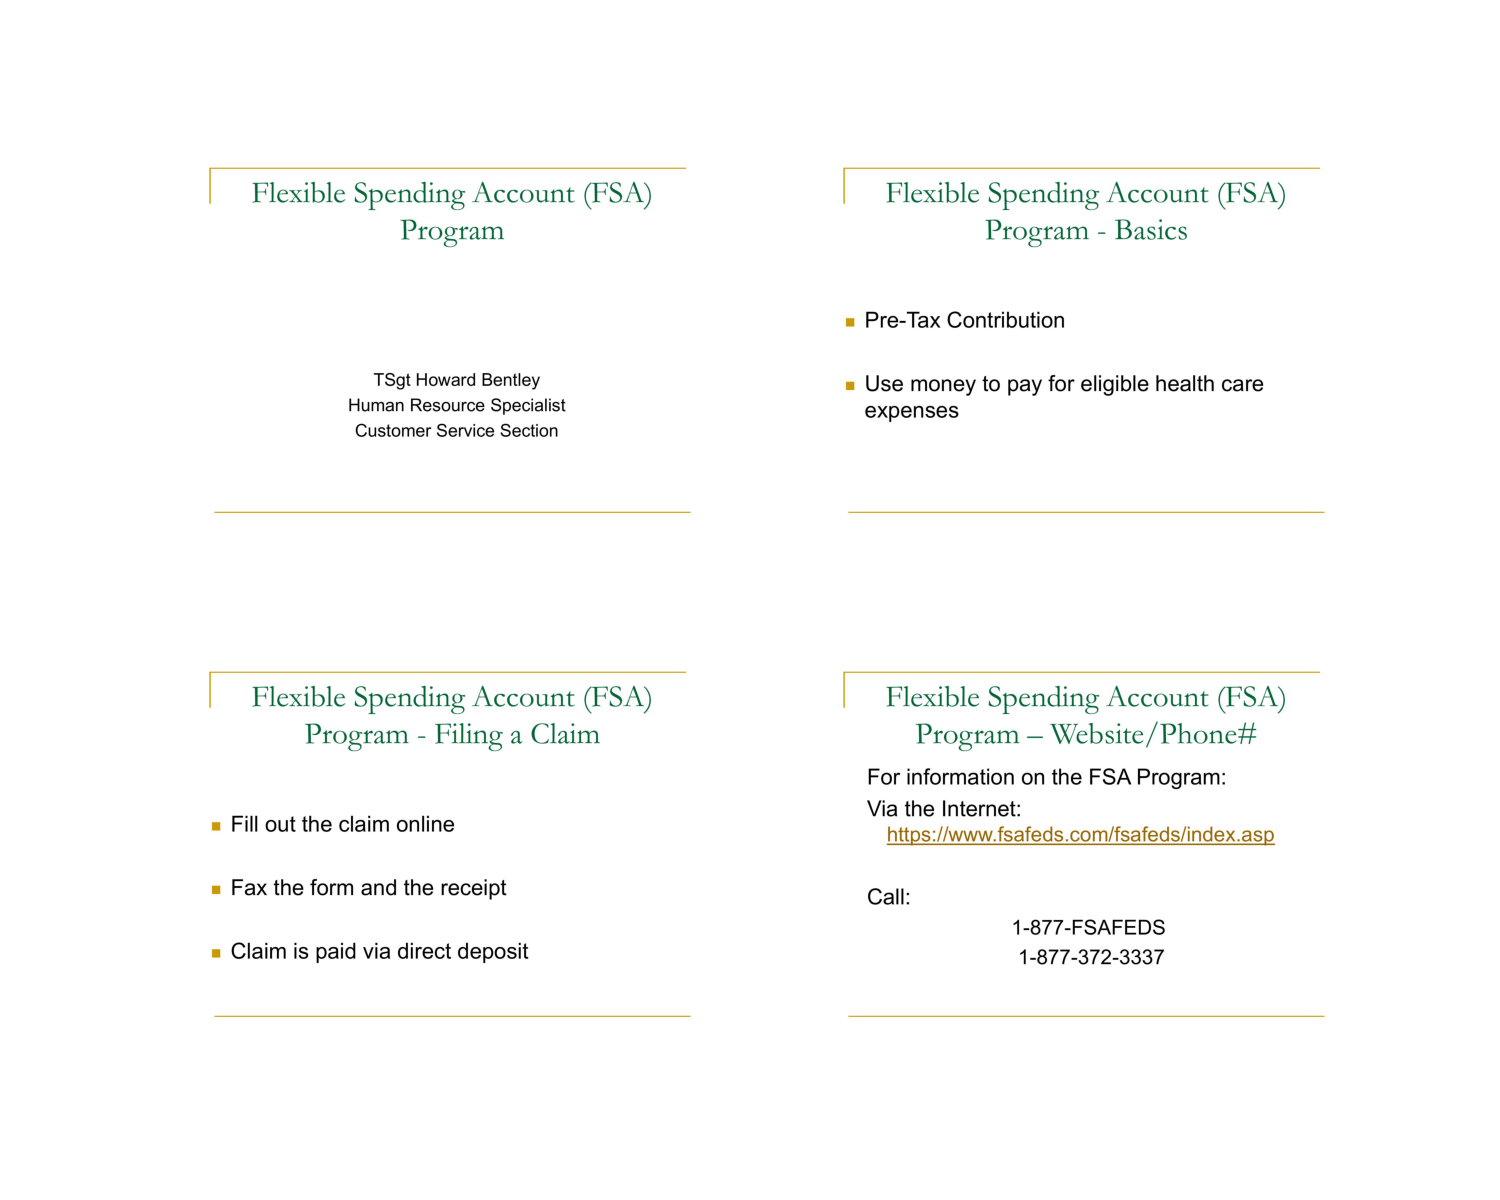 Flexible Spending Account (FSA)
Program
TSgt Howard Bentley
Human Resource Specialist
Customer Service Section
Flexible Spending Account (FSA)
Program - Basics
■ Pre-Tax Contribution
■ Use money to pay for eligible health care
expenses
Flexible Spending Account (FSA)
Program - Filing a Claim
■ Fill out the claim online
■ Fax the form and the receipt
■ Claim is paid via direct deposit
Flexible Spending Account (FSA)
Program – Website/Phone#
For information on the FSA Program:
Via the Internet:
https://www.fsafeds.com/fsafeds/index.asp
Call:
1-877-FSAFEDS
1-877-372-3337